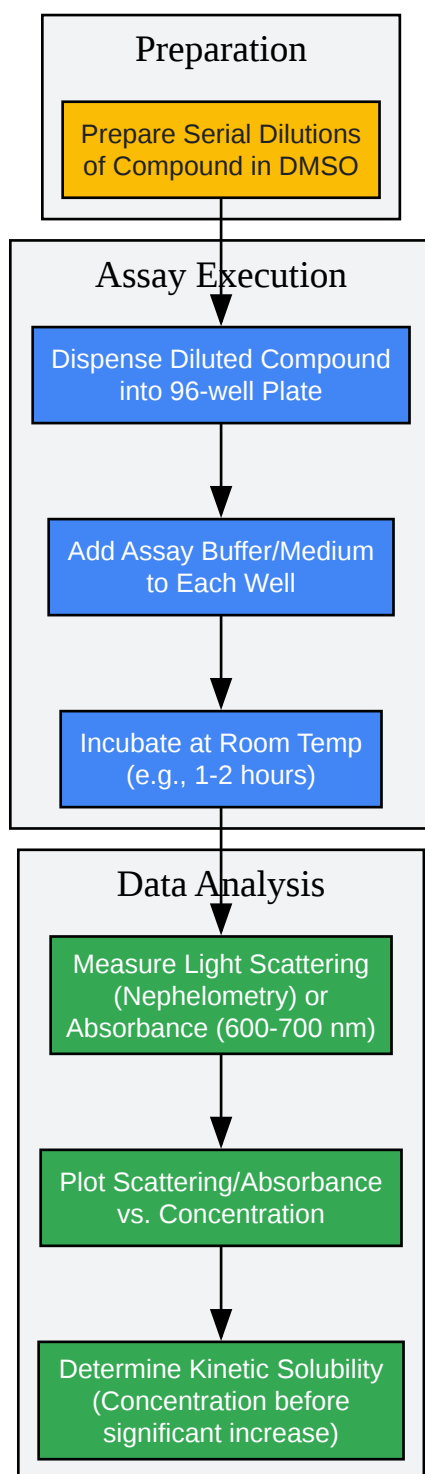 Preparation
Prepare Serial Dilutions
of Compound in DMSO
Assay Execution
Dispense Diluted Compound
into 96-well Plate
Add Assay Buffer/Medium
to Each Well
Incubate at Room Temp
(e.g., 1-2 hours)
Data Analysis
Measure Light Scattering
(Nephelometry) or
Absorbance (600-700 nm)
Plot Scattering/Absorbance
vs. Concentration
Determine Kinetic Solubility
(Concentration before
significant increase)